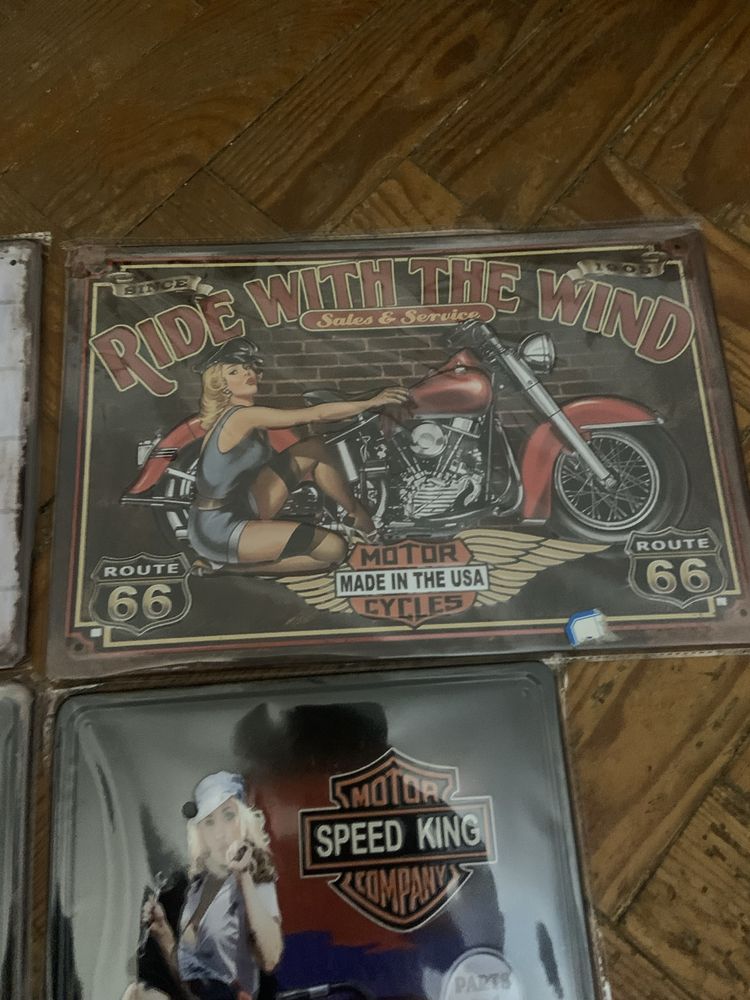 SINCE 1903
RIDE WITH THE WIND
Sales & Service
ROUTE
66
MOTOR
MADE IN THE USA
CYCLES
ROUTE
66
MOTOR
SPEED KING
COMPANY
PARTS